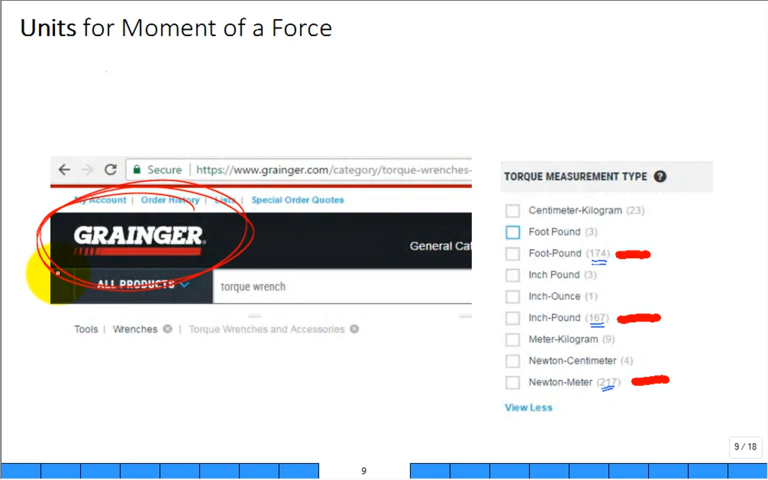 Units for Moment of a Force
Secure | https://www.grainger.com/category/torque-wrenches-
My Account | Order History | Lists | Special Order Quotes
GRAINGER
General Cat
ALL PRODUCTS
torque wrench
Tools | Wrenches | Torque Wrenches and Accessories
TORQUE MEASUREMENT TYPE ?
Centimeter-Kilogram (23)
Foot Pound (3)
Foot-Pound (174)
Inch Pound (3)
Inch-Ounce (1)
Inch-Pound (167)
Meter-Kilogram (9)
Newton-Centimeter (4)
Newton-Meter (217)
View Less
9 / 18
9